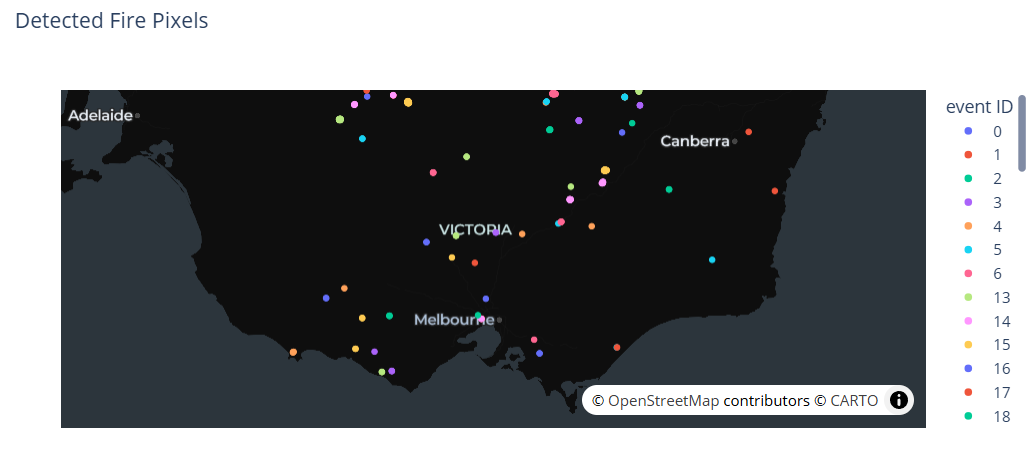 Detected Fire Pixels
Adelaide
Canberra
VICTORIA
Melbourne
© OpenStreetMap contributors © CARTO
event ID
0
1
2
3
4
5
6
13
14
15
16
17
18